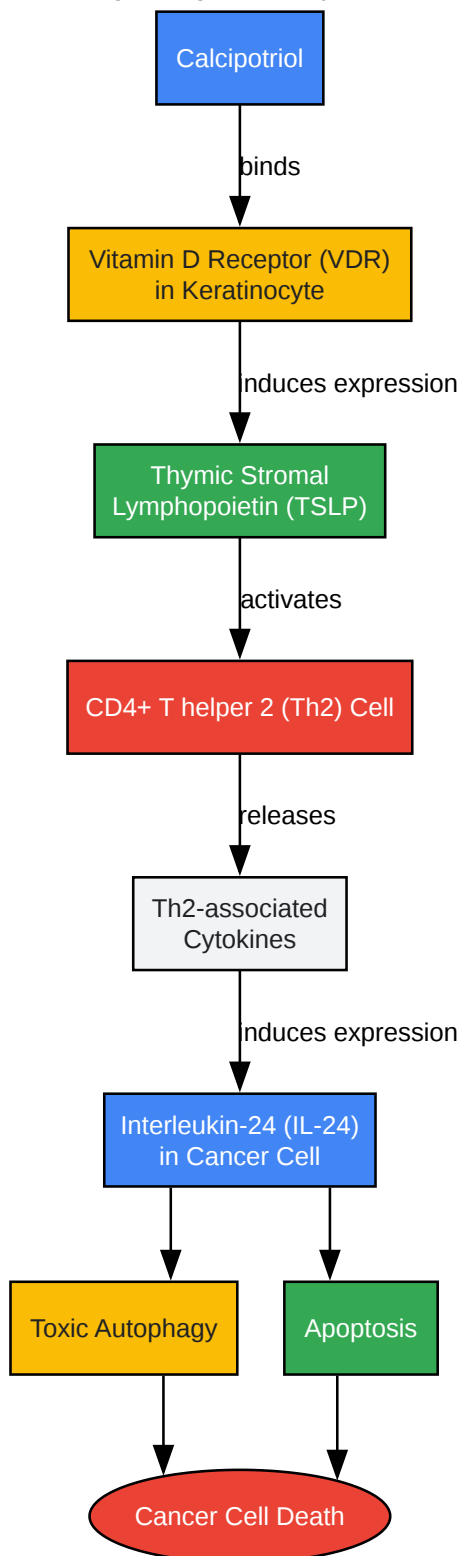 Calcipotriol
binds
Vitamin D Receptor (VDR)
in Keratinocyte
induces expression
Thymic Stromal
Lymphopoietin (TSLP)
activates
CD4+ T helper 2 (Th2) Cell
releases
Th2-associated
Cytokines
induces expression
Interleukin-24 (IL-24)
in Cancer Cell
Toxic Autophagy
Apoptosis
Cancer Cell Death